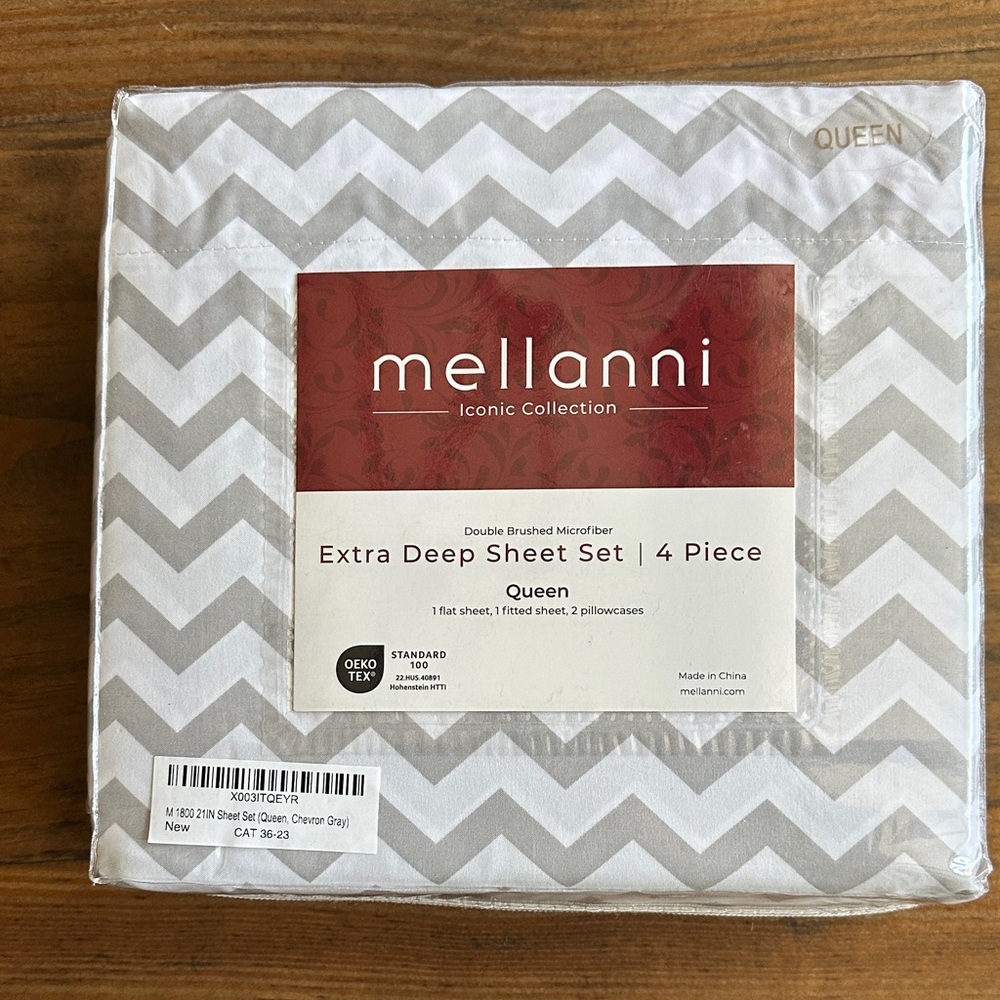 QUEEN
mellanni
Iconic Collection
Double Brushed Microfiber
Extra Deep Sheet Set | 4 Piece
Queen
1 flat sheet, 1 fitted sheet, 2 pillowcases
OEKO
TEX®
STANDARD
100
22.HUS.40891
Hohenstein HTTI
Made in China
mellanni.com
X003ITQEYR
M 1800 21IN Sheet Set (Queen, Chevron Gray)
New CAT 36-23